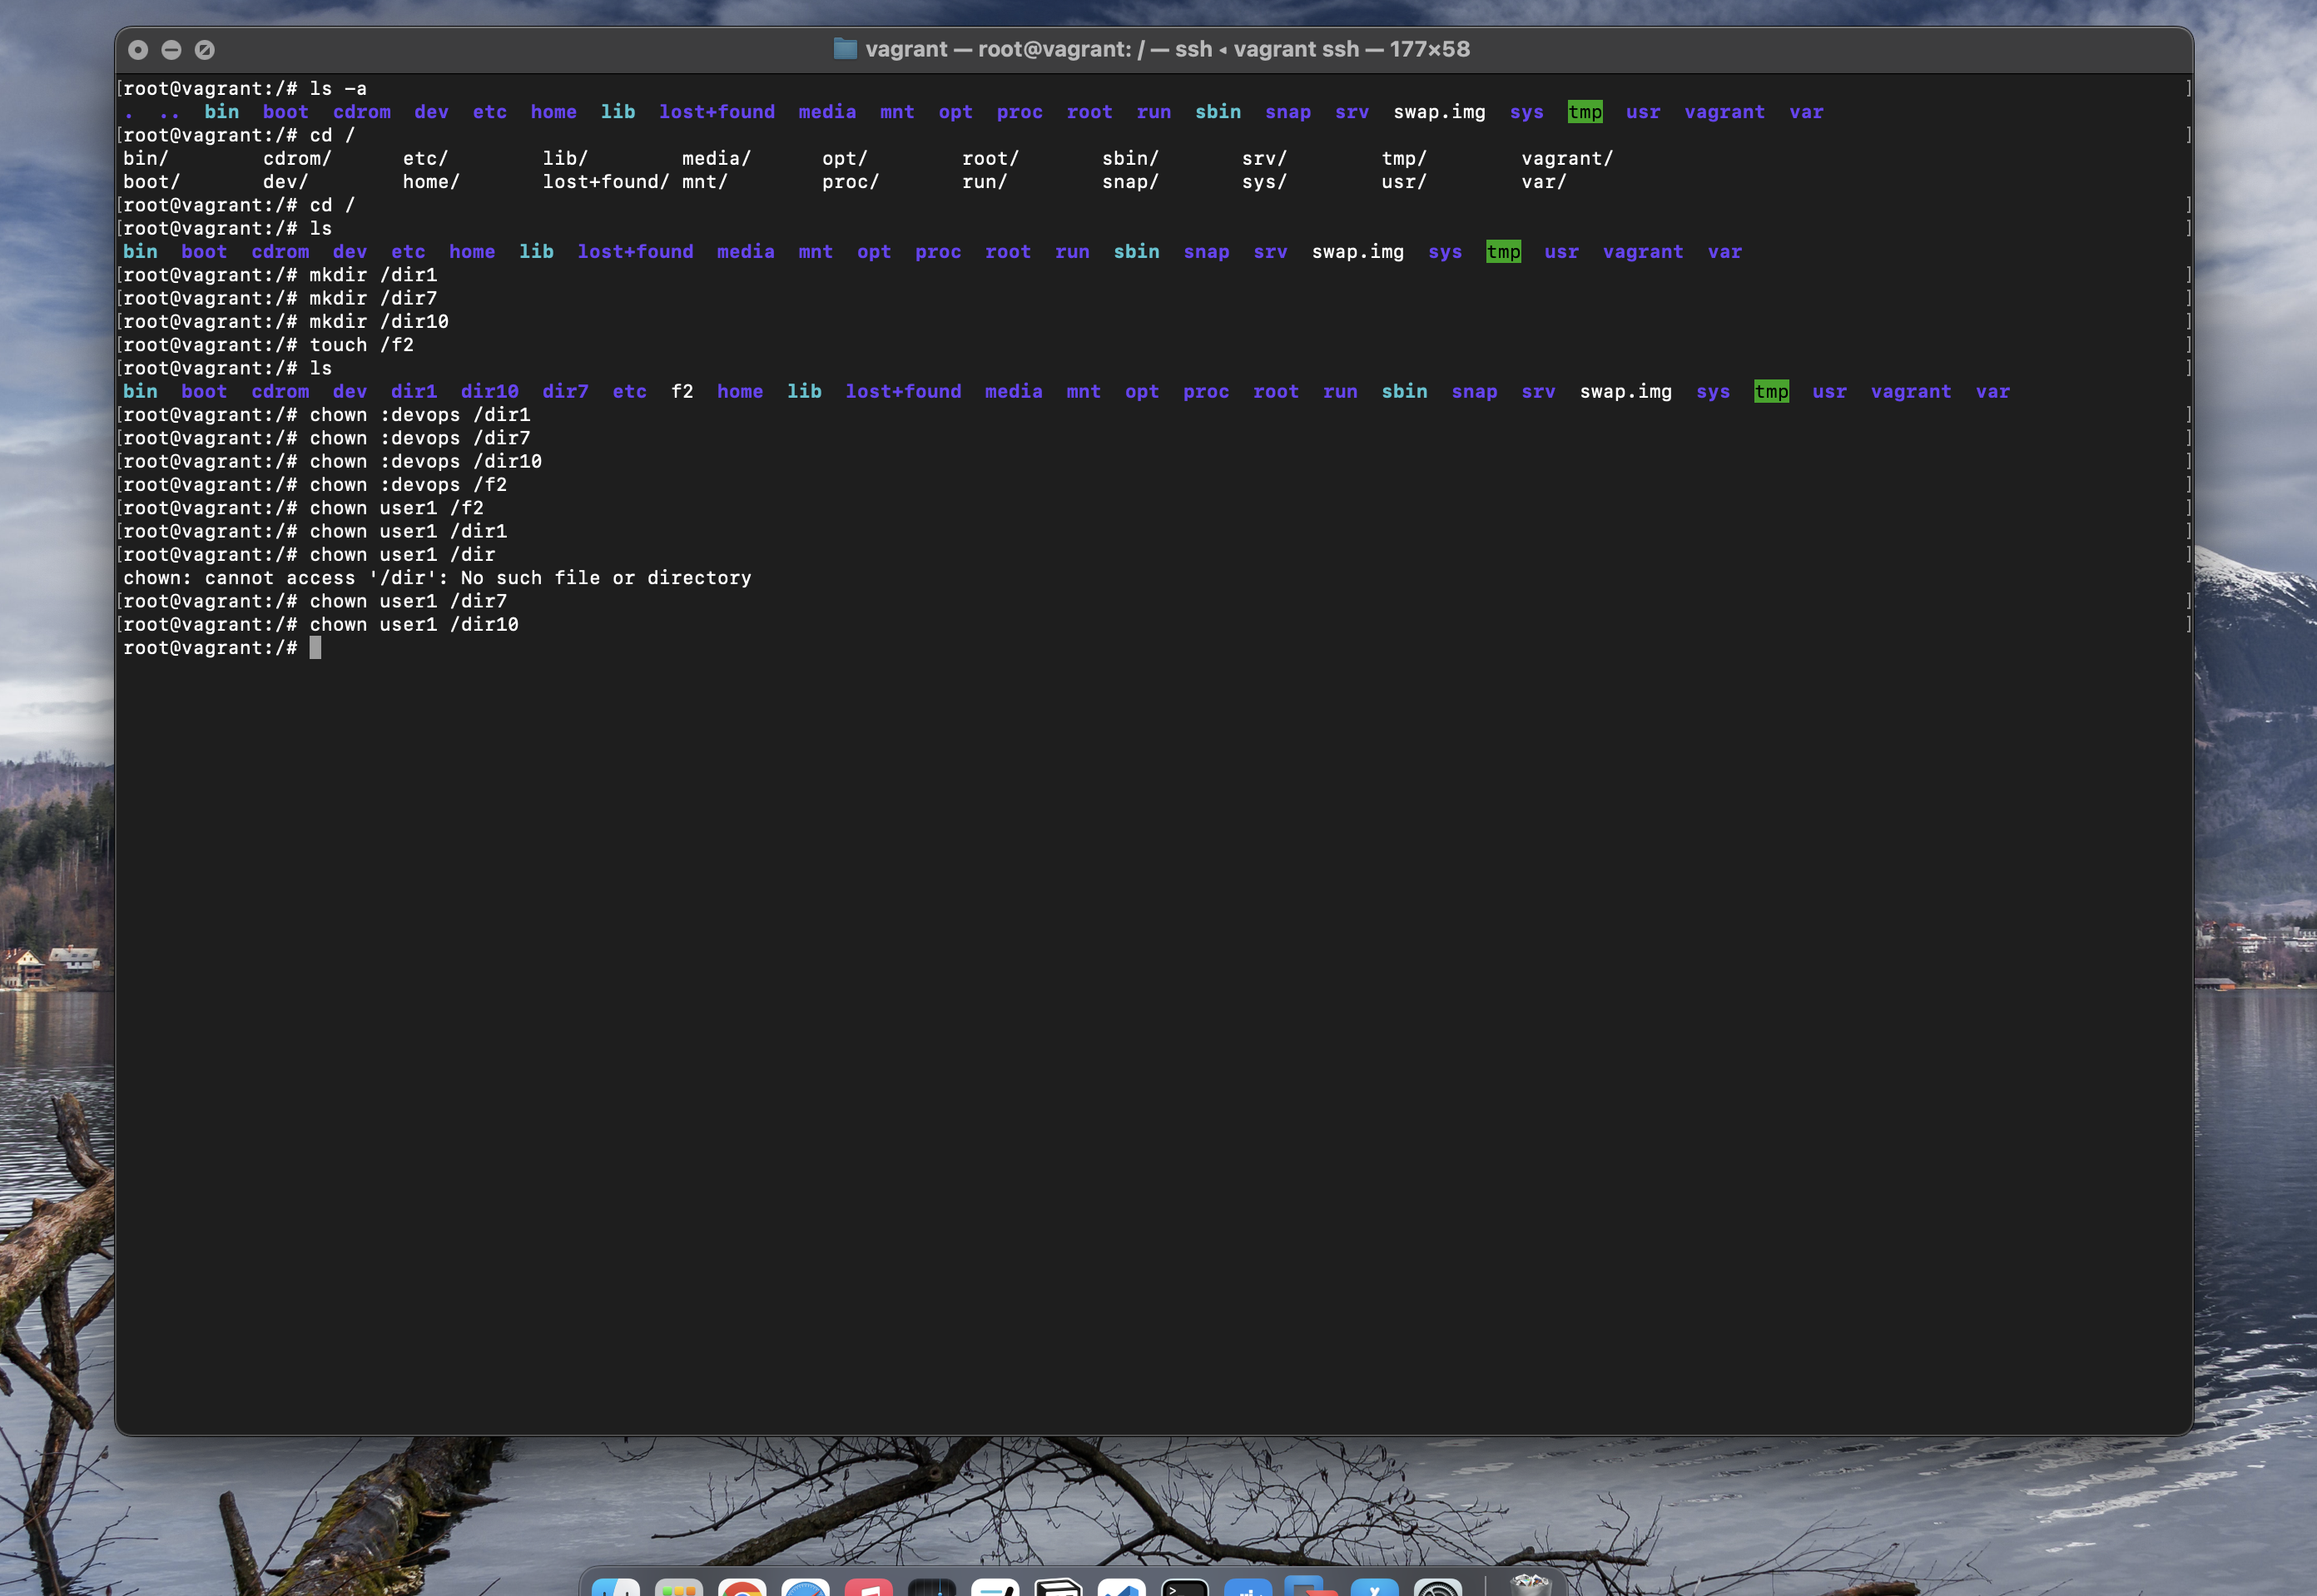 vagrant — root@vagrant: / — ssh ◂ vagrant ssh — 177×58
[root@vagrant:/# ls -a ]
. .. bin boot cdrom dev etc home lib lost+found media mnt opt proc root run sbin snap srv swap.img sys tmp usr vagrant var
[root@vagrant:/# cd / ]
bin/ cdrom/ etc/ lib/ media/ opt/ root/ sbin/ srv/ tmp/ vagrant/
boot/ dev/ home/ lost+found/ mnt/ proc/ run/ snap/ sys/ usr/ var/
[root@vagrant:/# cd / ]
[root@vagrant:/# ls ]
bin boot cdrom dev etc home lib lost+found media mnt opt proc root run sbin snap srv swap.img sys tmp usr vagrant var
[root@vagrant:/# mkdir /dir1 ]
[root@vagrant:/# mkdir /dir7 ]
[root@vagrant:/# mkdir /dir10 ]
[root@vagrant:/# touch /f2 ]
[root@vagrant:/# ls ]
bin boot cdrom dev dir1 dir10 dir7 etc f2 home lib lost+found media mnt opt proc root run sbin snap srv swap.img sys tmp usr vagrant var
[root@vagrant:/# chown :devops /dir1 ]
[root@vagrant:/# chown :devops /dir7 ]
[root@vagrant:/# chown :devops /dir10 ]
[root@vagrant:/# chown :devops /f2 ]
[root@vagrant:/# chown user1 /f2 ]
[root@vagrant:/# chown user1 /dir1 ]
[root@vagrant:/# chown user1 /dir ]
chown: cannot access '/dir': No such file or directory
[root@vagrant:/# chown user1 /dir7 ]
[root@vagrant:/# chown user1 /dir10 ]
root@vagrant:/#